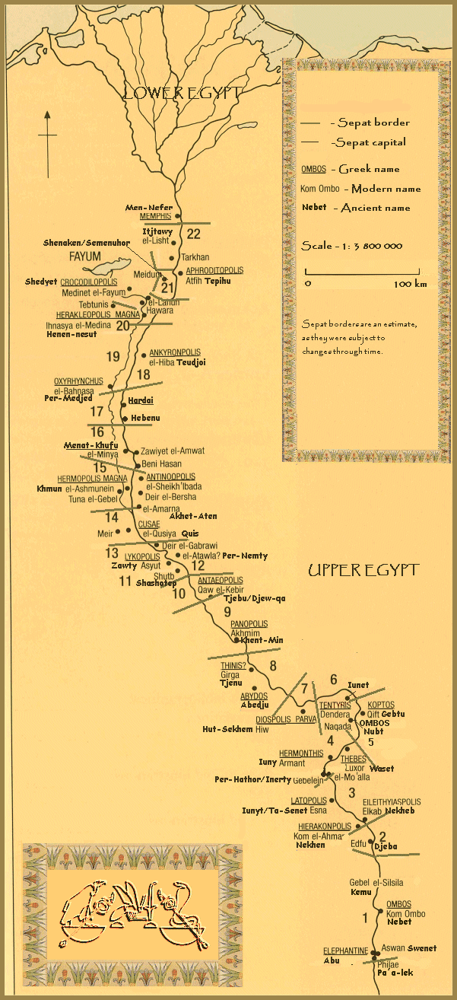 LOWER EGYPT
- Sepat border
-Sepat capital
OMBOS - Greek name
Kom Ombo - Modern name
Nebet - Ancient name
Scale - 1: 3 800 000
0 100 km
Sepat borders are an estimate,
as they were subject to
changes through time.
Men-Nefer
MEMPHIS
22
Itjtawy
el-Lisht
Shenaken/Semenuhor
Tarkhan
FAYUM
Meidum
APHRODITOPOLIS
Atfih Tepihu
21
Shedyet CROCODILOPOLIS
Medinet el-Fayum
el-Lahun
Tebtunis
Hawara
HERAKLEOPOLIS MAGNA
Ihnasya el-Medina
20
Henen-nesut
19
ANKYRONPOLIS
el-Hiba Teudjoi
18
OXYRHYNCHUS
el-Bahnasa
Per-Medjed
Hardai
17
Hebenu
16
Menat-Khufu
el-Minya
Zawiyet el-Amwat
15
Beni Hasan
HERMOPOLIS MAGNA
Khmun el-Ashmunein
Tuna el-Gebel
ANTINOOPOLIS
el-Sheikh'Ibada
Deir el-Bersha
el-Amarna
Akhet-Aten
14
CUSAE
Meir
el-Qusiya Quis
13
Deir el-Gabrawi
LYKOPOLIS
el-Atawla? Per-Nemty
Zawty Asyut
12
Shutb
11
Shashotep
ANTAEOPOLIS
10
Qaw el-Kebir
Tjebu/Djew-qa
9
UPPER EGYPT
PANOPOLIS
Akhmim
Khent-Min
8
THINIS?
Girga
Tjenu
ABYDOS
Abedju
7
6
Iunet
TENTYRIS
Dendera
KOPTOS
Qift Gebtu
DIOSPOLIS PARVA
Hut-Sekhem Hiw
Naqada
OMBOS
Nubt
4
5
HERMONTHIS
Iuny Armant
THEBES
Luxor Waset
Per-Hathor/Inerty Gebelein
el-Mo'alla
3
LATOPOLIS
Iunyt/Ta-Senet Esna
EILEITHYIASPOLIS
Elkab Nekheb
HIERAKONPOLIS
Kom el-Ahmar
Nekhen
2
Edfu Djeba
Gebel el-Silsila
Kemu
1
OMBOS
Kom Ombo
Nebet
ELEPHANTINE
Abu
Aswan Swenet
Philae
Pa'a-lek